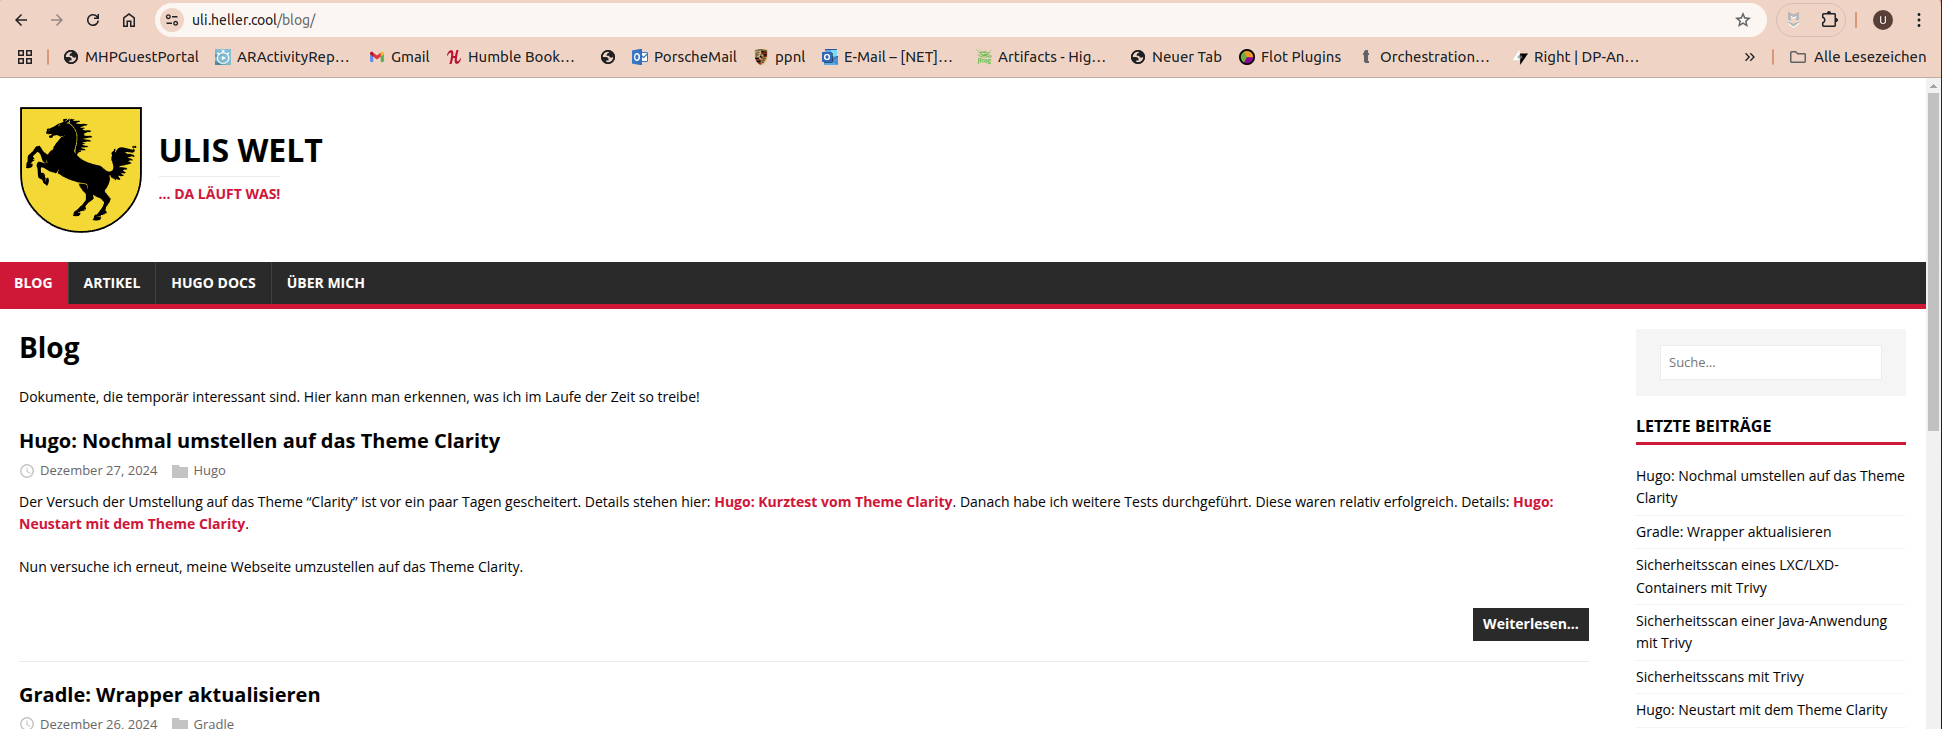 uli.heller.cool/blog/
U
MHPGuestPortal
ARActivityRep...
Gmail
Humble Book...
PorscheMail
ppnl
E-Mail – [NET]...
Artifacts - Hig...
Neuer Tab
Flot Plugins
Orchestration...
Right | DP-An...
»
Alle Lesezeichen
ULIS WELT
... DA LÄUFT WAS!
BLOG
ARTIKEL
HUGO DOCS
ÜBER MICH
Blog
Dokumente, die temporär interessant sind. Hier kann man erkennen, was ich im Laufe der Zeit so treibe!
Hugo: Nochmal umstellen auf das Theme Clarity
Dezember 27, 2024 Hugo
Der Versuch der Umstellung auf das Theme “Clarity” ist vor ein paar Tagen gescheitert. Details stehen hier: Hugo: Kurztest vom Theme Clarity. Danach habe ich weitere Tests durchgeführt. Diese waren relativ erfolgreich. Details: Hugo:
Neustart mit dem Theme Clarity.
Nun versuche ich erneut, meine Webseite umzustellen auf das Theme Clarity.
Weiterlesen...
Gradle: Wrapper aktualisieren
Dezember 26, 2024 Gradle
Suche...
LETZTE BEITRÄGE
Hugo: Nochmal umstellen auf das Theme
Clarity
Gradle: Wrapper aktualisieren
Sicherheitsscan eines LXC/LXD-
Containers mit Trivy
Sicherheitsscan einer Java-Anwendung
mit Trivy
Sicherheitsscans mit Trivy
Hugo: Neustart mit dem Theme Clarity